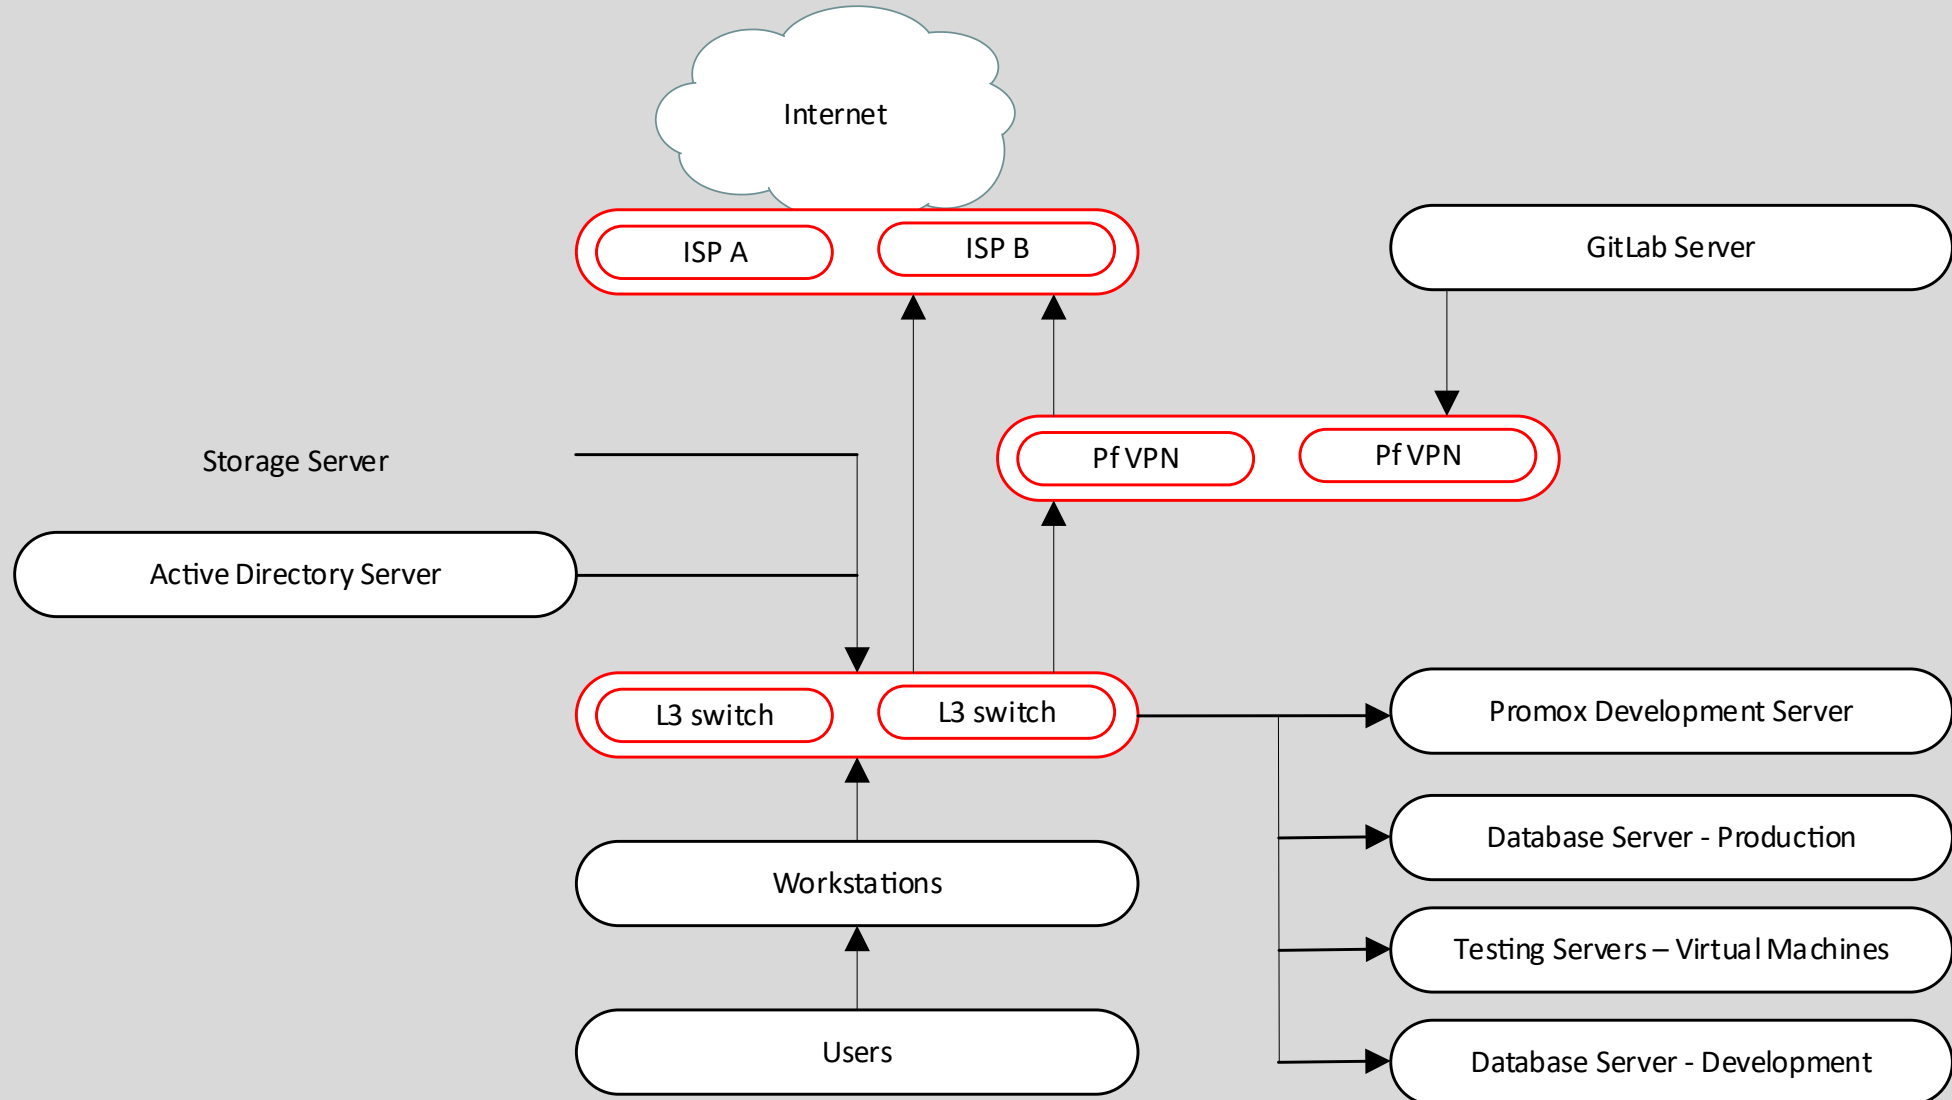 Internet
ISP A
ISP B
GitLab Server
Storage Server
Pf VPN
Pf VPN
Active Directory Server
L3 switch
L3 switch
Promox Development Server
Database Server - Production
Workstations
Testing Servers – Virtual Machines
Users
Database Server - Development